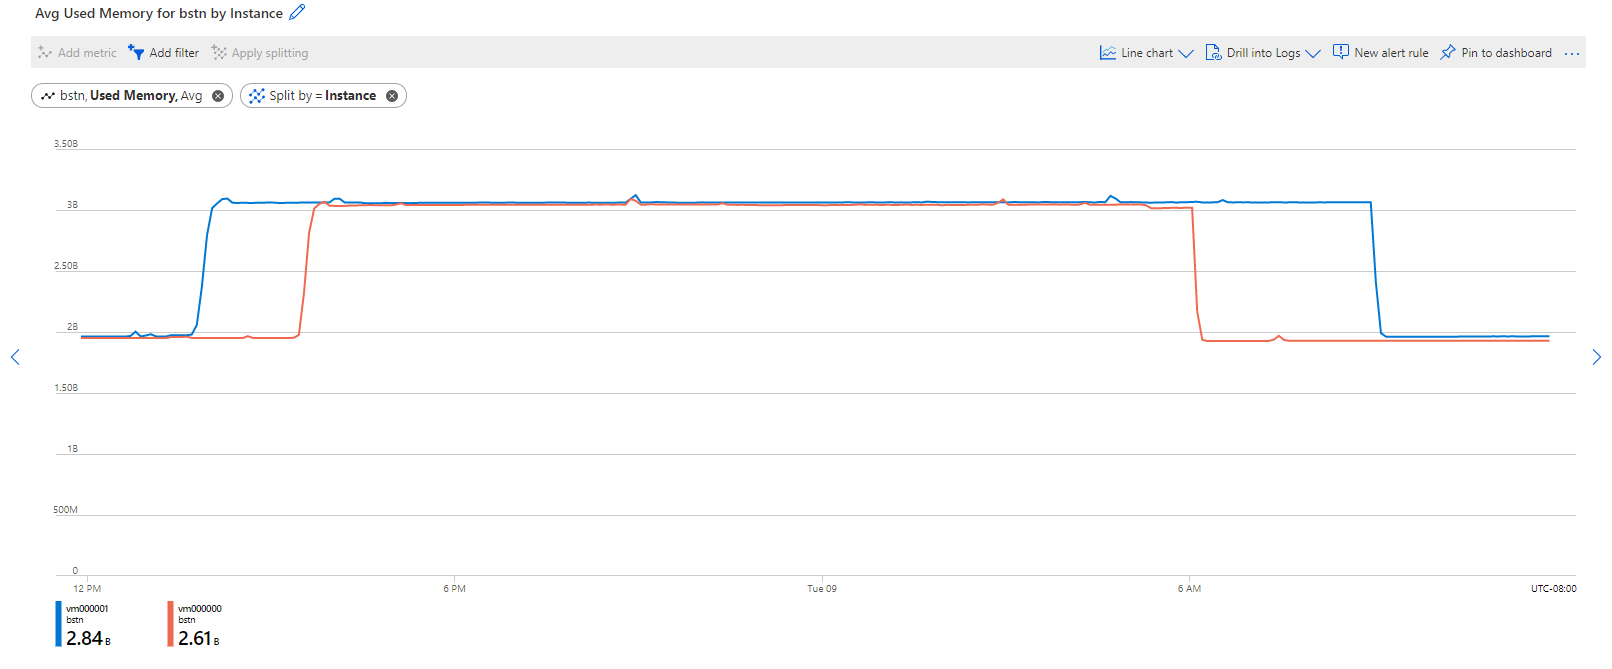 Avg Used Memory for bstn by Instance
Add metric Add filter Apply splitting Line chart Drill into Logs New alert rule Pin to dashboard ...
bstn, Used Memory, Avg Split by = Instance
3.50B
3B
2.50B
2B
1.50B
1B
500M
0
12 PM 6 PM Tue 09 6 AM UTC-08:00
vm000001 vm000000
bstn bstn
2.84 B 2.61 B